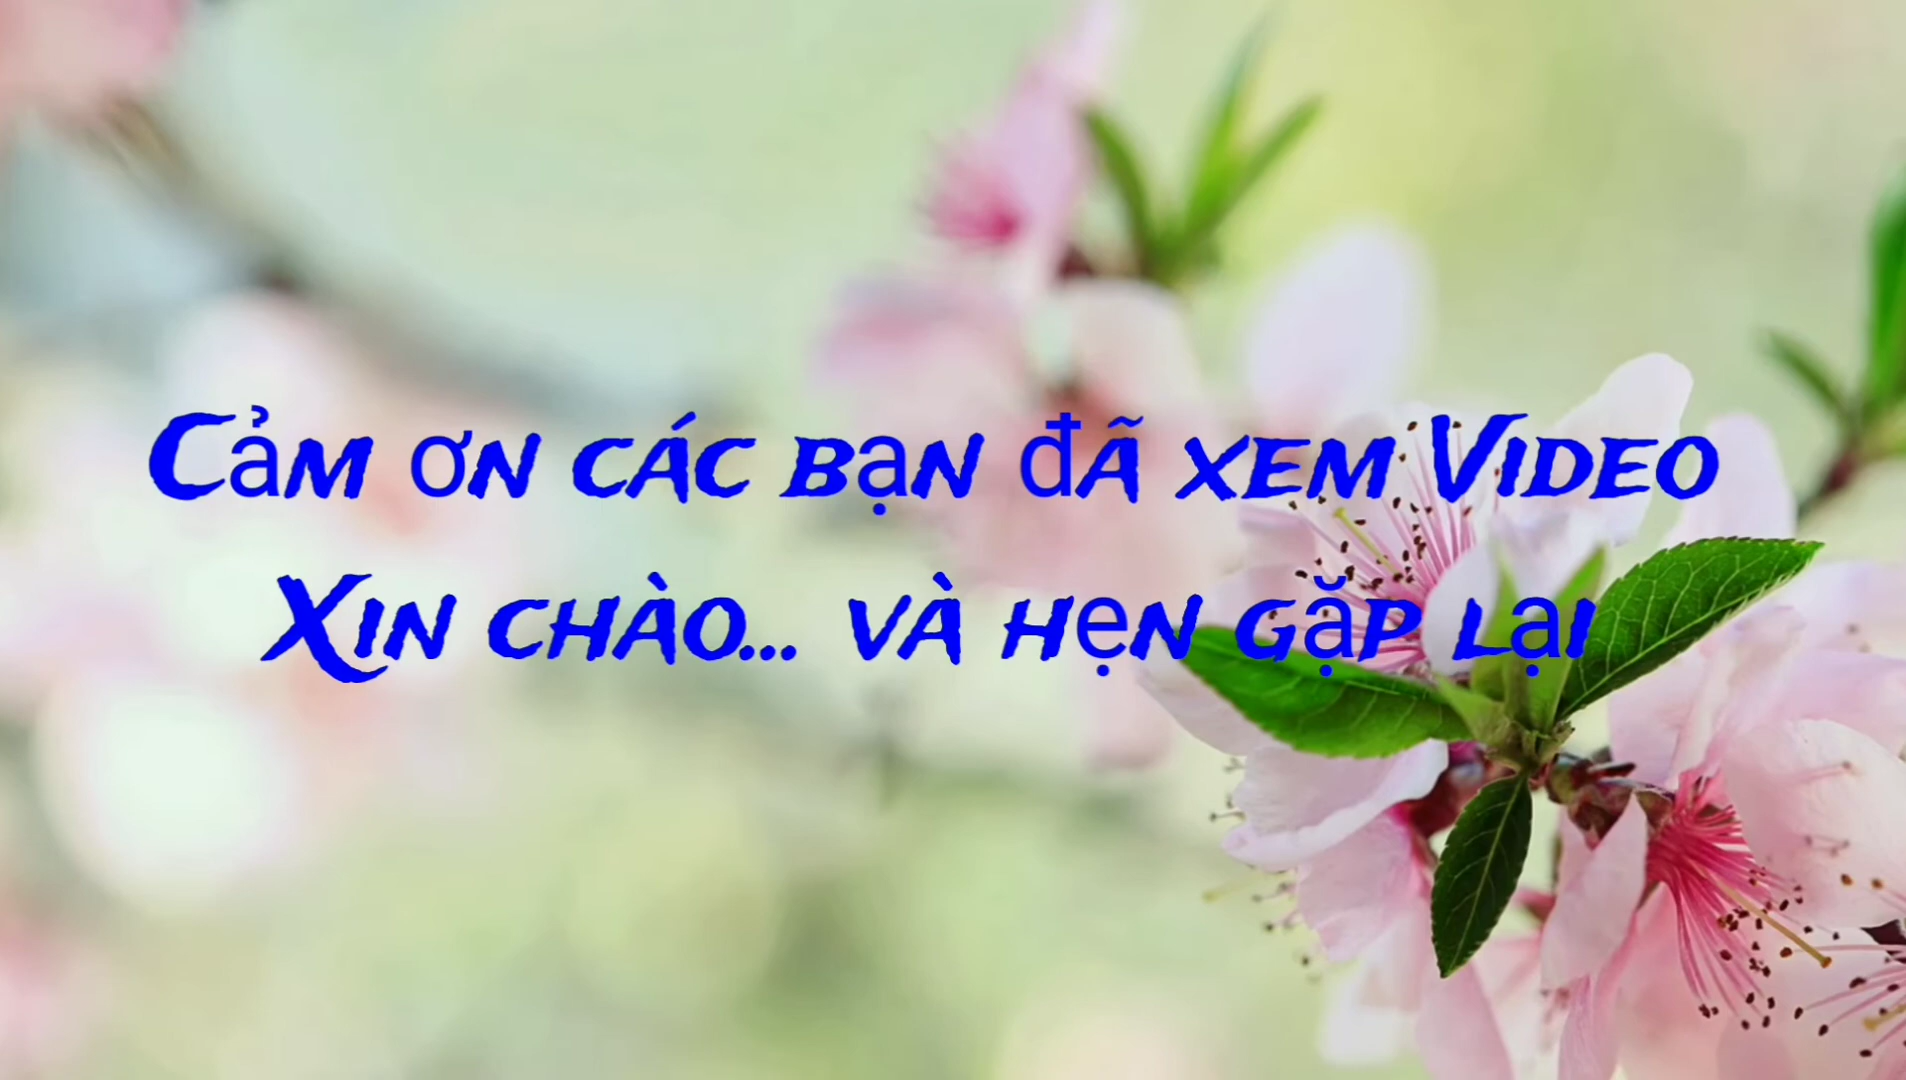 Cảm ơn các bạn đã xem Video
Xin chào... và hẹn gặp lại